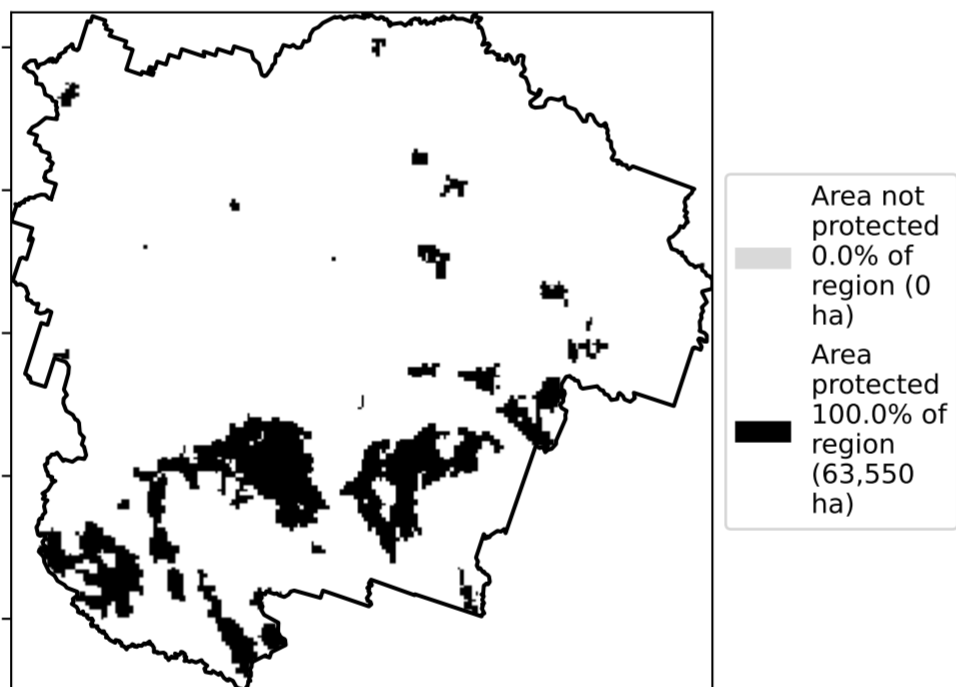 Area not
protected
0.0% of
region (0
ha)
Area
protected
100.0% of
region
(63,550
ha)